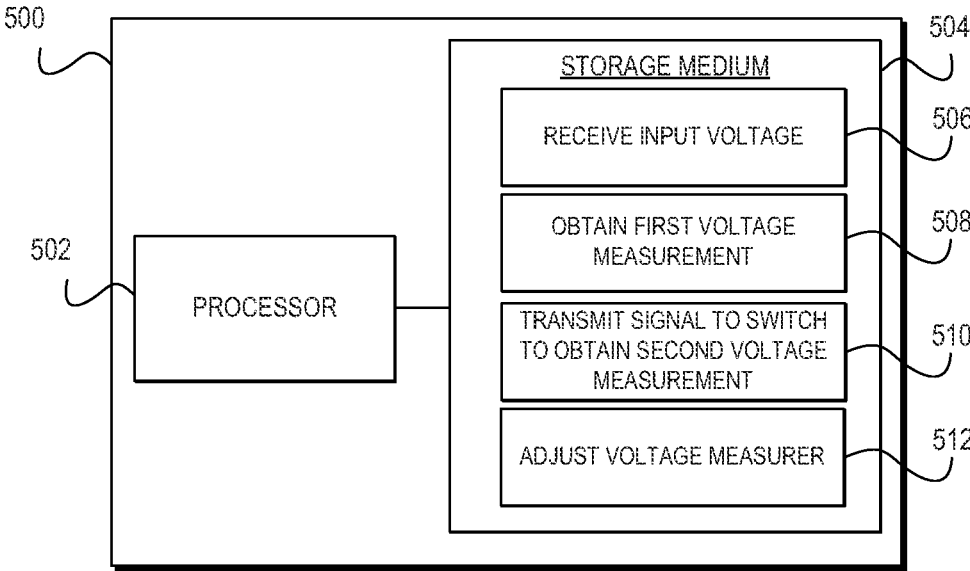 500
504
STORAGE MEDIUM
506
RECEIVE INPUT VOLTAGE
508
OBTAIN FIRST VOLTAGE
MEASUREMENT
502
PROCESSOR
TRANSMIT SIGNAL TO SWITCH
TO OBTAIN SECOND VOLTAGE
MEASUREMENT
510
ADJUST VOLTAGE MEASURER
512